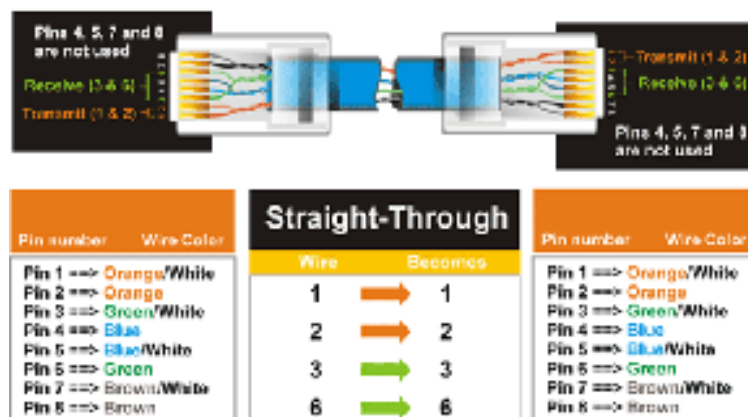 Pins 4, 5, 7 and 8
are not used
Receive (3 & 6)
Transmit (1 & 2)
Transmit (1 & 2)
Receive (3 & 6)
Pins 4, 5, 7 and 8
are not used
Pin number Wire Color
Pin 1 ==> Orange/White
Pin 2 ==> Orange
Pin 3 ==> Green/White
Pin 4 ==> Blue
Pin 5 ==> Blue/White
Pin 6 ==> Green
Pin 7 ==> Brown/White
Pin 8 ==> Brown
Straight-Through
Wire Becomes
1 1
2 2
3 3
6 6
Pin number Wire Color
Pin 1 ==> Orange/White
Pin 2 ==> Orange
Pin 3 ==> Green/White
Pin 4 ==> Blue
Pin 5 ==> Blue/White
Pin 6 ==> Green
Pin 7 ==> Brown/White
Pin 8 ==> Brown